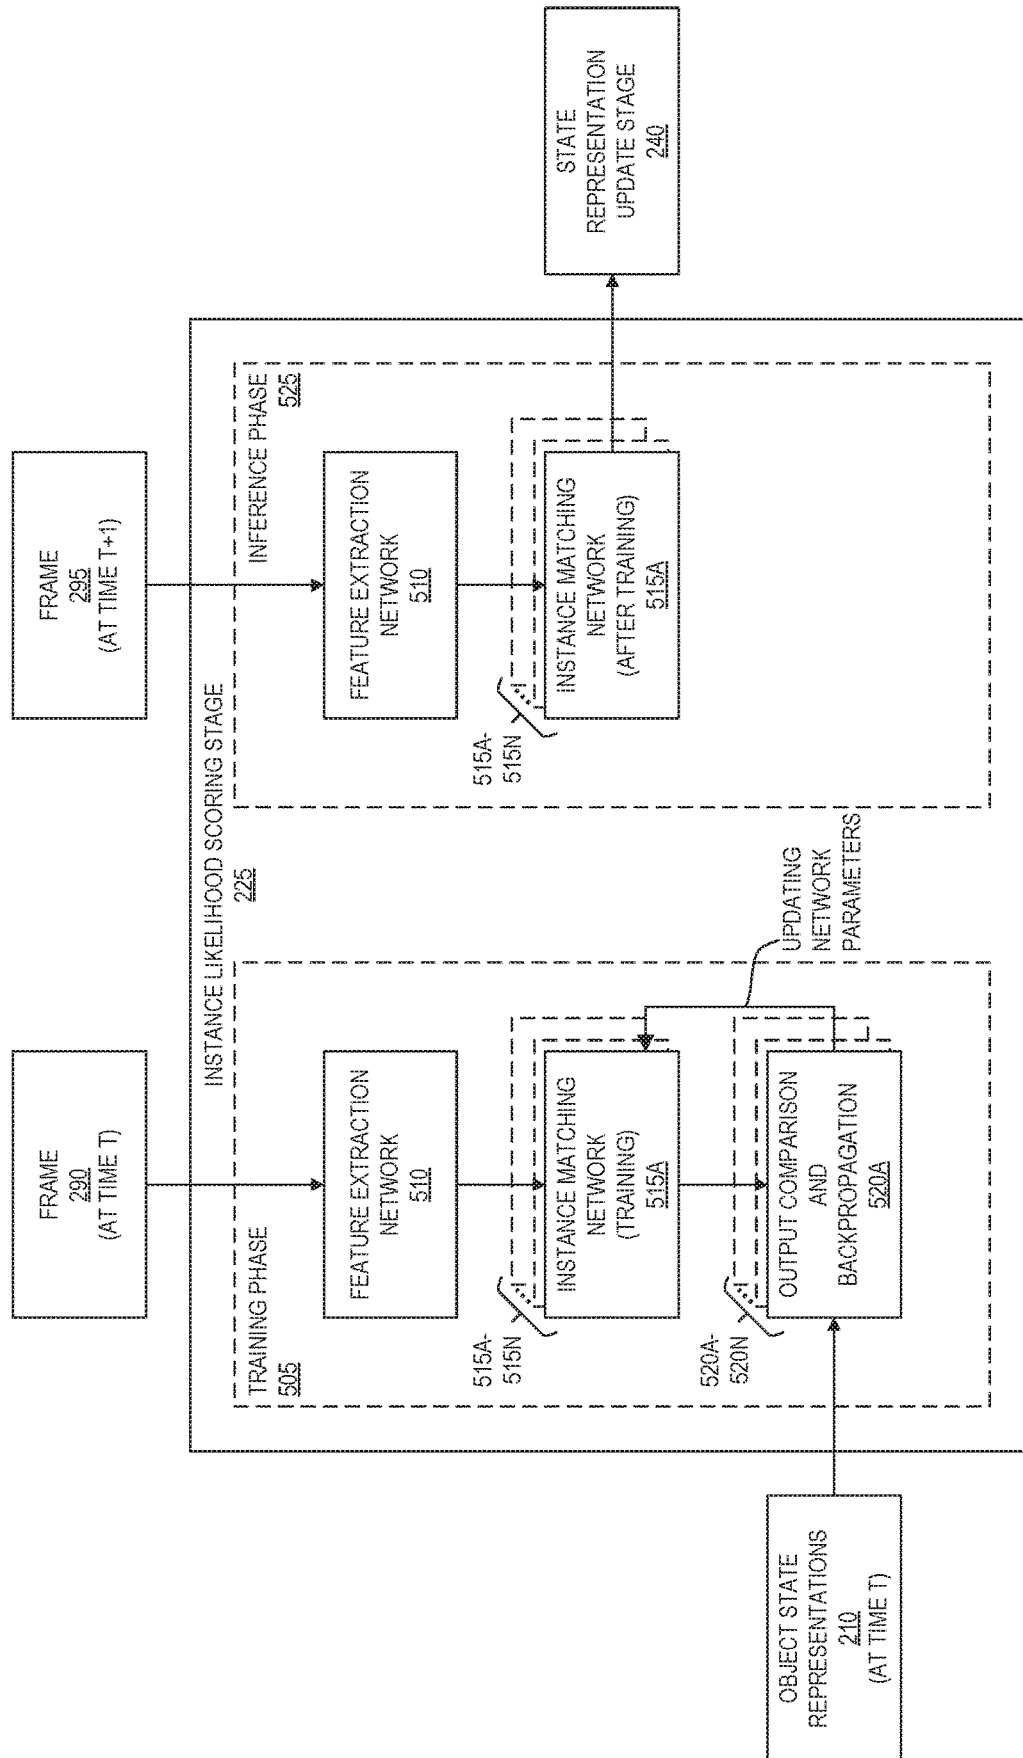 FRAME
290
(AT TIME T)
FRAME
295
(AT TIME T+1)
INSTANCE LIKELIHOOD SCORING STAGE
225
TRAINING PHASE
505
FEATURE EXTRACTION
NETWORK
510
515A-
515N
INSTANCE MATCHING
NETWORK
(TRAINING)
515A
520A-
520N
OUTPUT COMPARISON
AND
BACKPROPAGATION
520A
UPDATING
NETWORK
PARAMETERS
OBJECT STATE
REPRESENTATIONS
210
(AT TIME T)
INFERENCE PHASE
525
FEATURE EXTRACTION
NETWORK
510
515A-
515N
INSTANCE MATCHING
NETWORK
(AFTER TRAINING)
515A
STATE
REPRESENTATION
UPDATE STAGE
240